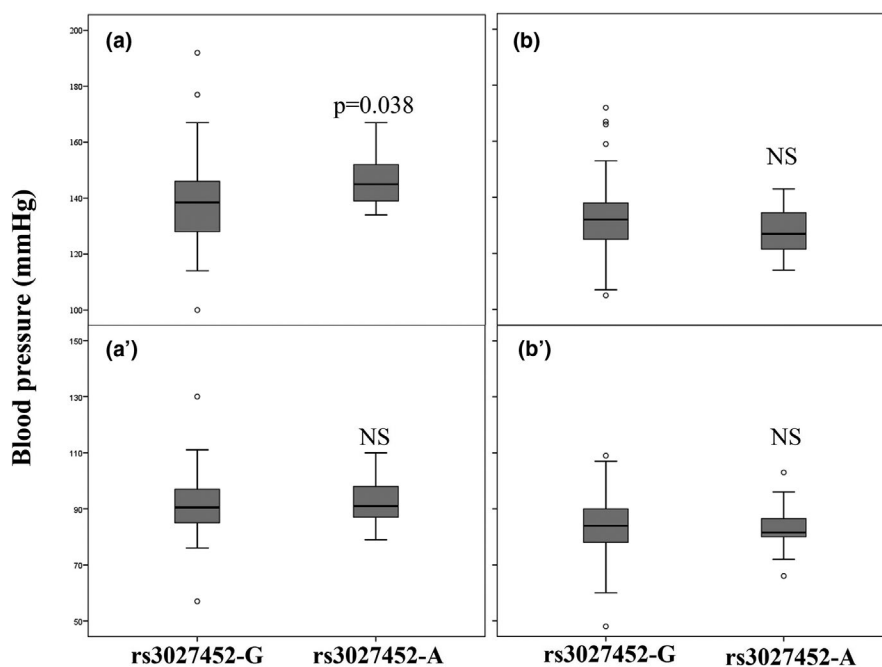 Blood pressure (mmHg)
(a)
200
180
160
140
120
100
p=0.038
(b)
NS
(a’)
150
130
110
90
70
50
NS
(b’)
NS
rs3027452-G
rs3027452-A
rs3027452-G
rs3027452-A